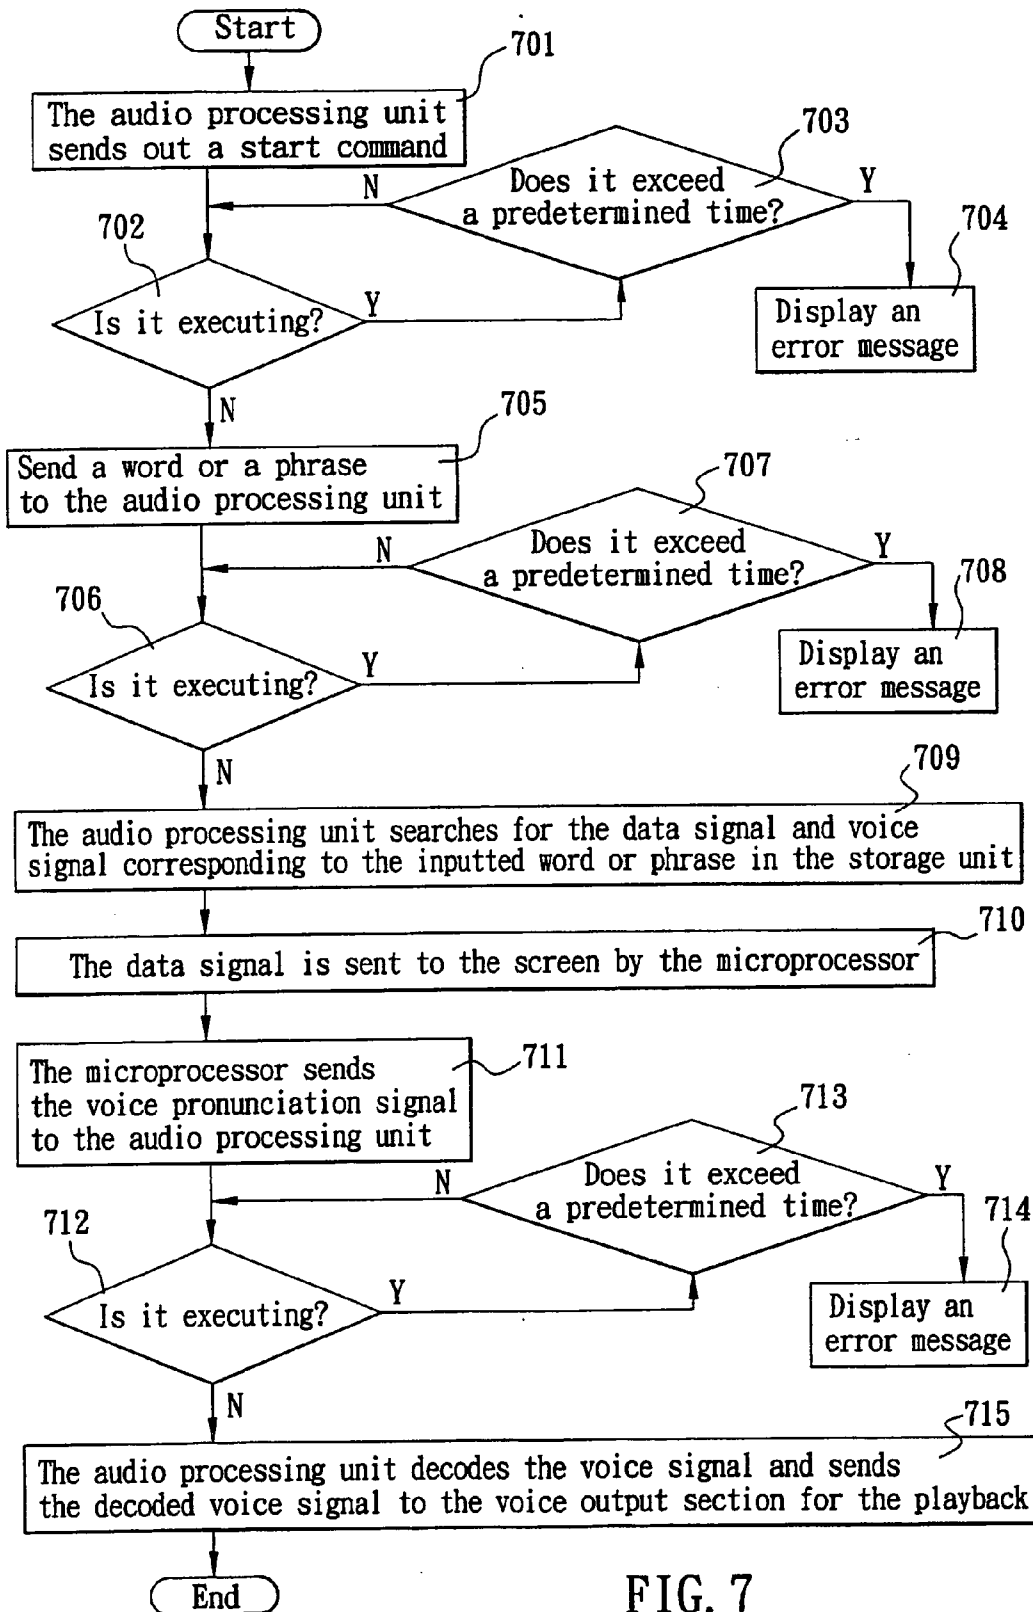 Start
701
The audio processing unit
sends out a start command
703
Does it exceed
a predetermined time?
N
Y
704
Display an
error message
702
Is it executing?
Y
N
705
Send a word or a phrase
to the audio processing unit
707
Does it exceed
a predetermined time?
N
Y
708
Display an
error message
706
Is it executing?
Y
N
709
The audio processing unit searches for the data signal and voice
signal corresponding to the inputted word or phrase in the storage unit
710
The data signal is sent to the screen by the microprocessor
711
The microprocessor sends
the voice pronunciation signal
to the audio processing unit
713
Does it exceed
a predetermined time?
N
Y
714
Display an
error message
712
Is it executing?
Y
N
715
The audio processing unit decodes the voice signal and sends
the decoded voice signal to the voice output section for the playback
End
FIG. 7